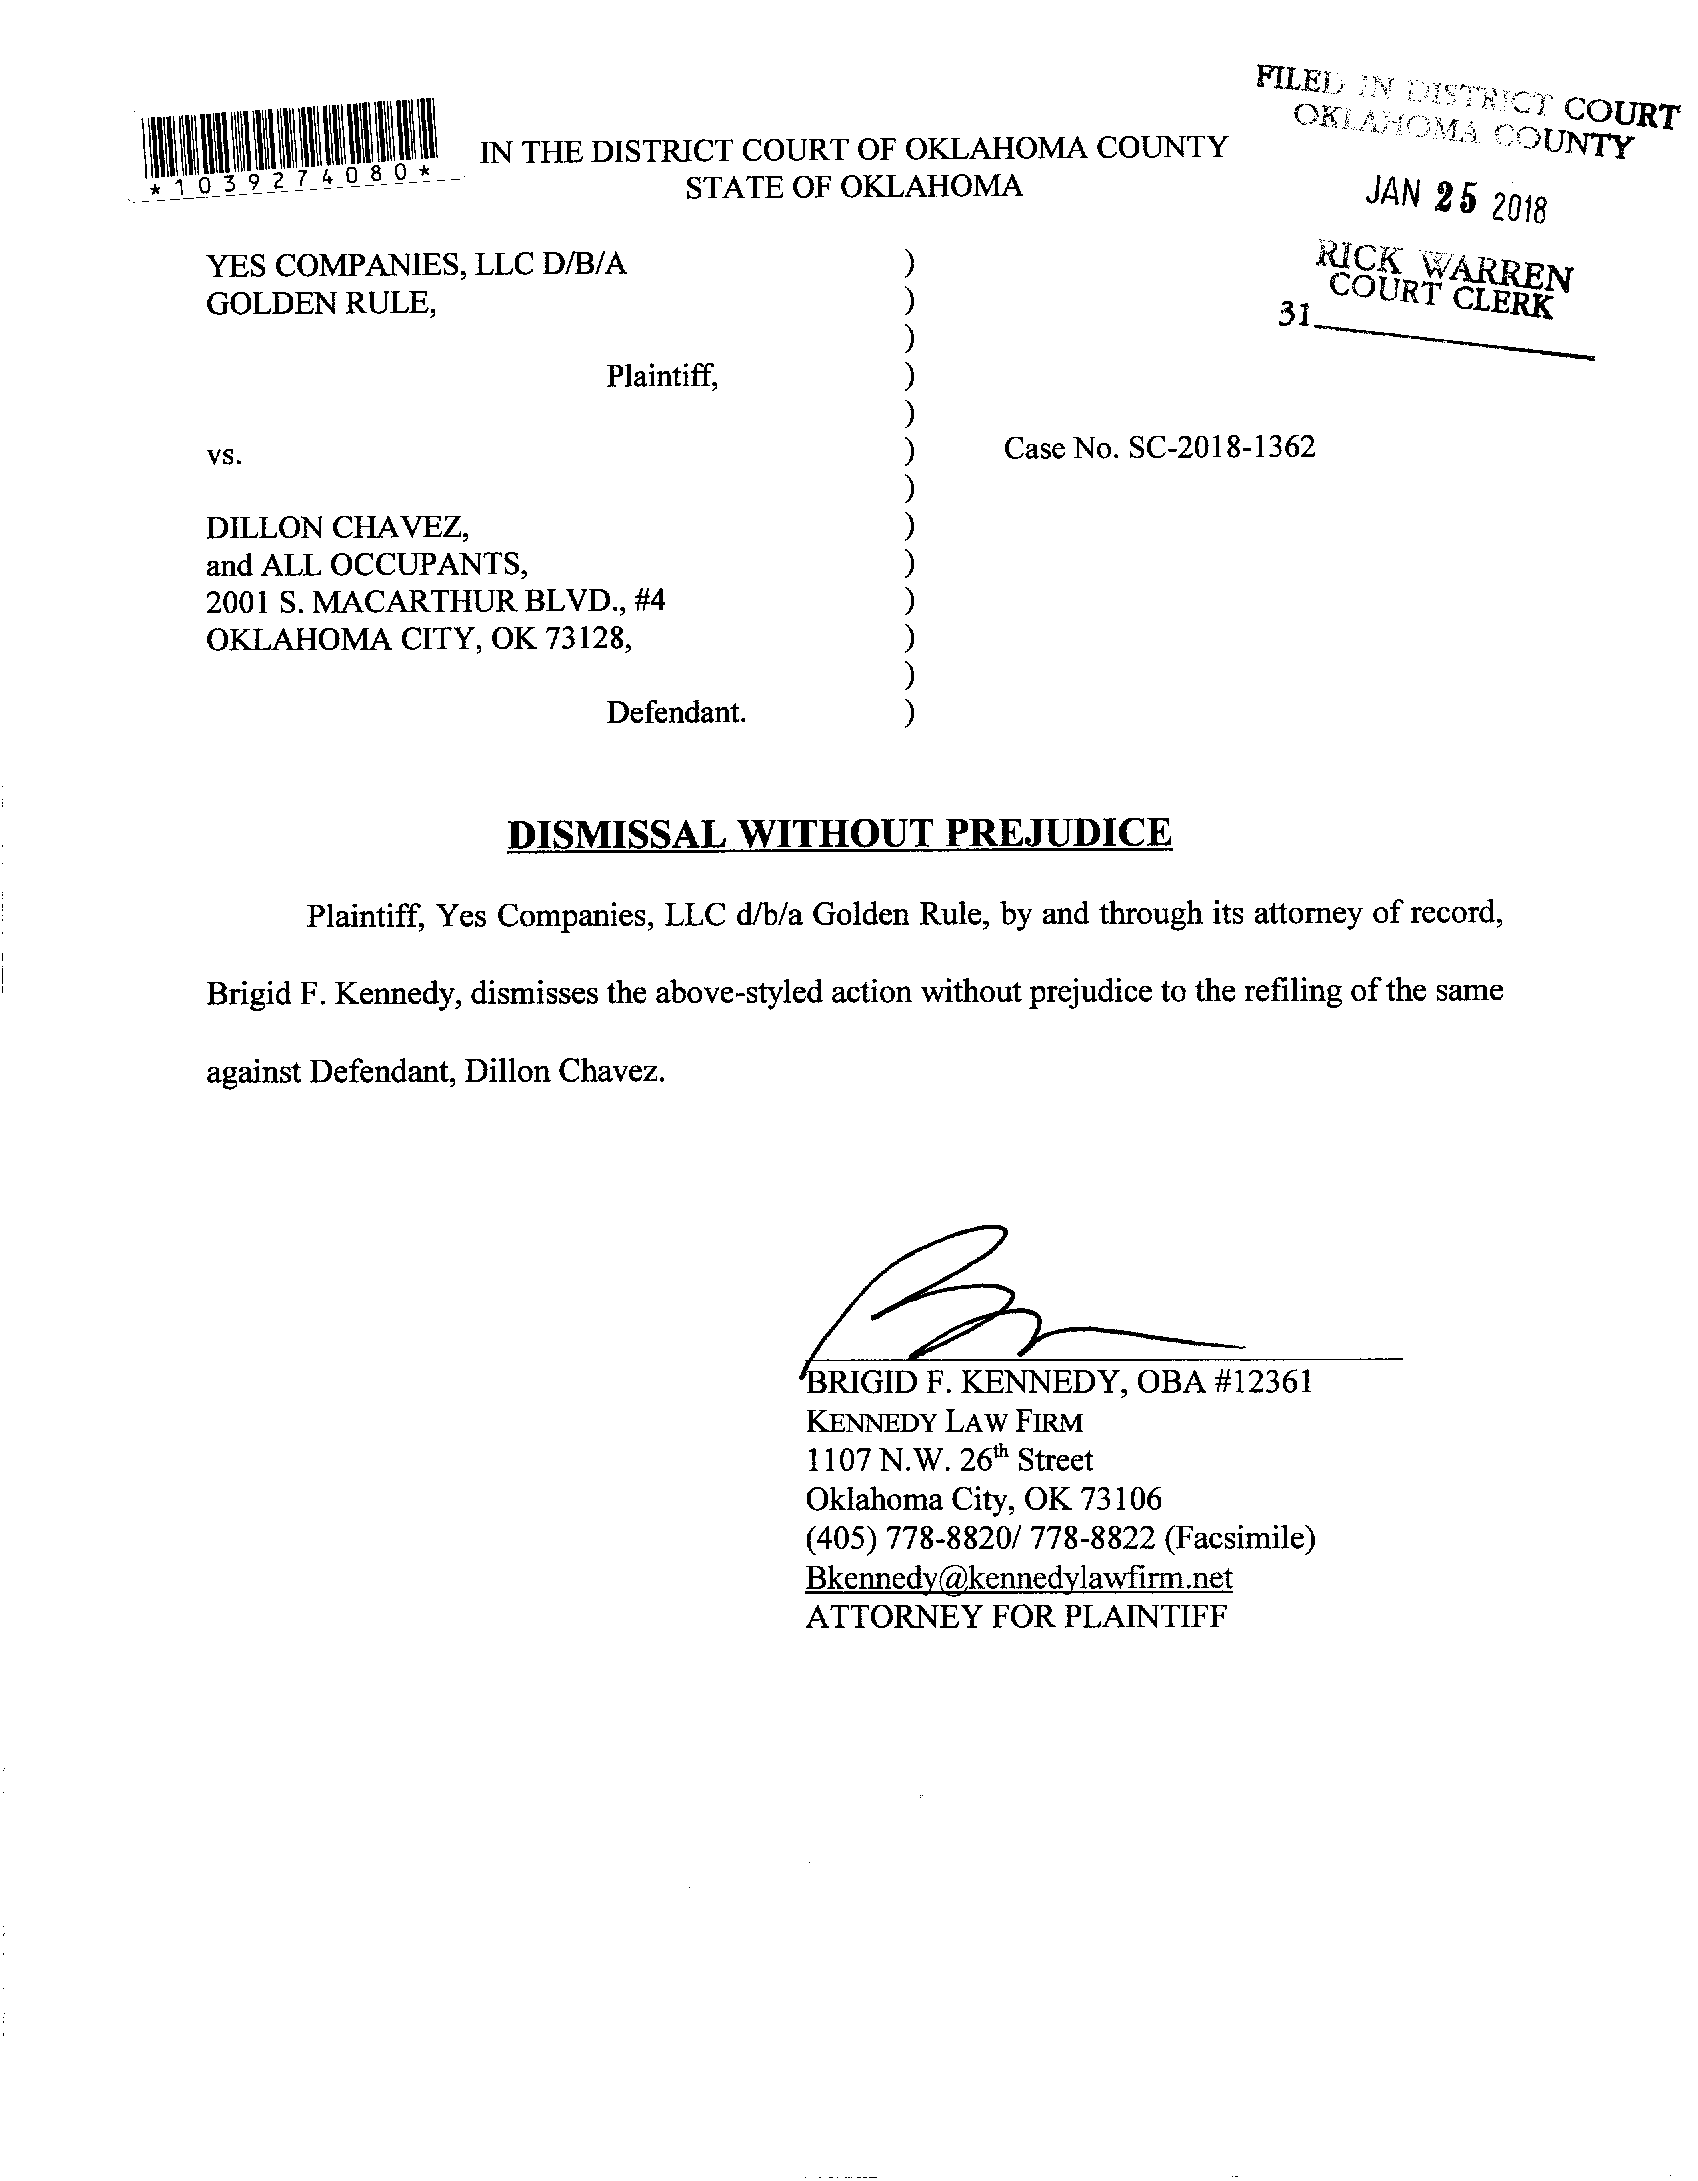 FILED IN DISTRICT COURT
OKLAHOMA COUNTY
JAN 25 2018
RICK WARREN
COURT CLERK
31
*1039274080*
IN THE DISTRICT COURT OF OKLAHOMA COUNTY
STATE OF OKLAHOMA
YES COMPANIES, LLC D/B/A )
GOLDEN RULE, )
)
Plaintiff, )
)
vs. ) Case No. SC-2018-1362
)
DILLON CHAVEZ, )
and ALL OCCUPANTS, )
2001 S. MACARTHUR BLVD., #4 )
OKLAHOMA CITY, OK 73128, )
)
Defendant. )
DISMISSAL WITHOUT PREJUDICE
Plaintiff, Yes Companies, LLC d/b/a Golden Rule, by and through its attorney of record,
Brigid F. Kennedy, dismisses the above-styled action without prejudice to the refiling of the same
against Defendant, Dillon Chavez.
BRIGID F. KENNEDY, OBA #12361
KENNEDY LAW FIRM
1107 N.W. 26th Street
Oklahoma City, OK 73106
(405) 778-8820/ 778-8822 (Facsimile)
Bkennedy@kennedylawfirm.net
ATTORNEY FOR PLAINTIFF